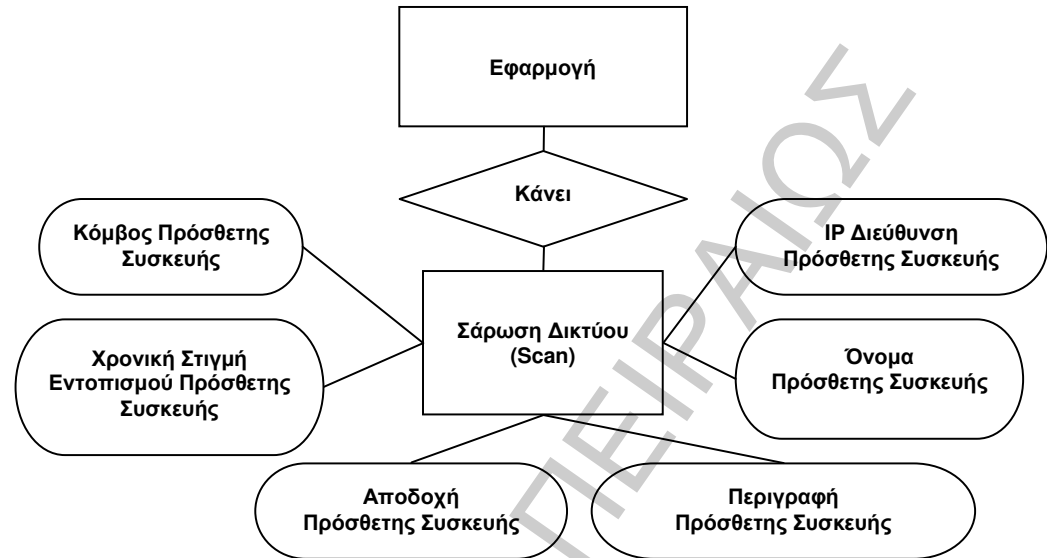 Εφαρμογή
Κάνει
Κόμβος Πρόσθετης
Συσκευής
IP Διεύθυνση
Πρόσθετης Συσκευής
Σάρωση Δικτύου
(Scan)
Χρονική Στιγμή
Εντοπισμού Πρόσθετης
Συσκευής
Όνομα
Πρόσθετης Συσκευής
Αποδοχή
Πρόσθετης Συσκευής
Περιγραφή
Πρόσθετης Συσκευής
ΠΕΙΡΑΙΩΣ